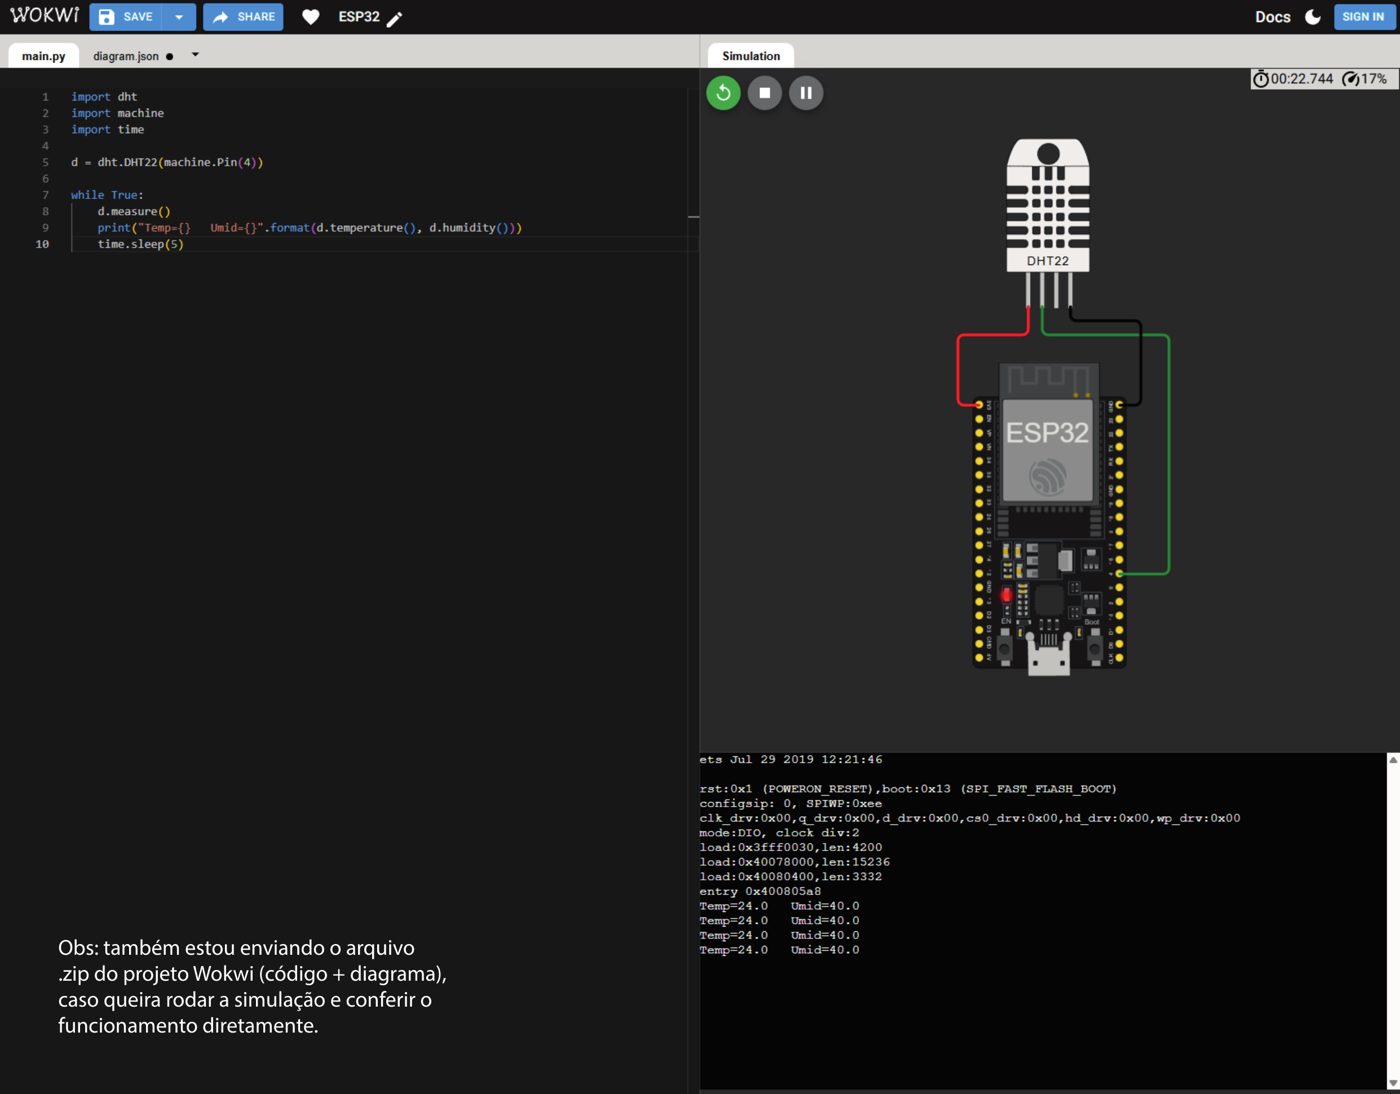 WOKWi SAVE SHARE ESP32 Docs SIGN IN
main.py diagram.json
Simulation
00:22.744 17%
1 import dht
2 import machine
3 import time
4
5 d = dht.DHT22(machine.Pin(4))
6
7 while True:
8 d.measure()
9 print("Temp={}   Umid={}".format(d.temperature(), d.humidity()))
10 time.sleep(5)
DHT22
ESP32
EN
Boot
ets Jul 29 2019 12:21:46
rst:0x1 (POWERON_RESET),boot:0x13 (SPI_FAST_FLASH_BOOT)
configsip: 0, SPIWP:0xee
clk_drv:0x00,q_drv:0x00,d_drv:0x00,cs0_drv:0x00,hd_drv:0x00,wp_drv:0x00
mode:DIO, clock div:2
load:0x3fff0030,len:4200
load:0x40078000,len:15236
load:0x40080400,len:3332
entry 0x400805a8
Temp=24.0   Umid=40.0
Temp=24.0   Umid=40.0
Temp=24.0   Umid=40.0
Temp=24.0   Umid=40.0
Obs: também estou enviando o arquivo
.zip do projeto Wokwi (código + diagrama),
caso queira rodar a simulação e conferir o
funcionamento diretamente.